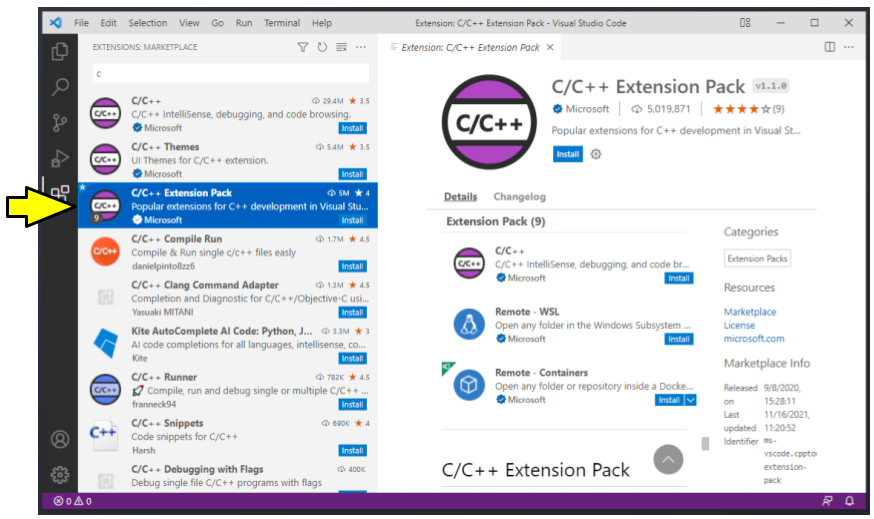 File Edit Selection View Go Run Terminal Help
Extension: C/C++ Extension Pack - Visual Studio Code
EXTENSIONS: MARKETPLACE
c
C/C++ 29.4M ★ 3.5
C/C++ IntelliSense, debugging, and code browsing.
Microsoft Install
C/C++
C/C++ Themes 5.4M ★ 3.5
UI Themes for C/C++ extension.
Microsoft Install
C/C++
C/C++ Extension Pack 5M ★ 4
Popular extensions for C++ development in Visual Stu...
Microsoft Install
C/C++
9
C/C++ Compile Run 1.7M ★ 4.5
Compile & Run single c/c++ files easly
danielpinto8zz6 Install
C/C++
C/C++ Clang Command Adapter 1.3M ★ 4.5
Completion and Diagnostic for C/C++/Objective-C usi...
Yasuaki MITANI Install
Kite AutoComplete AI Code: Python, J... 3.3M ★ 3
AI code completions for all languages, intellisense, co...
Kite Install
C/C++ Runner 782K ★ 4.5
🚀 Compile, run and debug single or multiple C/C++ ...
franneck94 Install
C/C++
C/C++ Snippets 690K ★ 4
Code snippets for C/C++
Harsh Install
C++
C/C++ Debugging with Flags 400K
Debug single file C/C++ programs with flags
Extension: C/C++ Extension Pack ×
C/C++
C/C++ Extension Pack v1.1.0
Microsoft | 5,019,871 | ★★★★☆(9)
Popular extensions for C++ development in Visual St...
Install
Details Changelog
Extension Pack (9)
C/C++
C/C++
C/C++ IntelliSense, debugging, and code br...
Microsoft Install
Remote - WSL
Open any folder in the Windows Subsystem ...
Microsoft Install
Remote - Containers
Open any folder or repository inside a Docke...
Microsoft Install
C/C++ Extension Pack
Categories
Extension Packs
Resources
Marketplace
License
microsoft.com
Marketplace Info
Released 9/8/2020,
on 15:28:11
Last 11/16/2021,
updated 11:20:52
Identifier ms-
vscode.cppto
extension-
pack
0 0